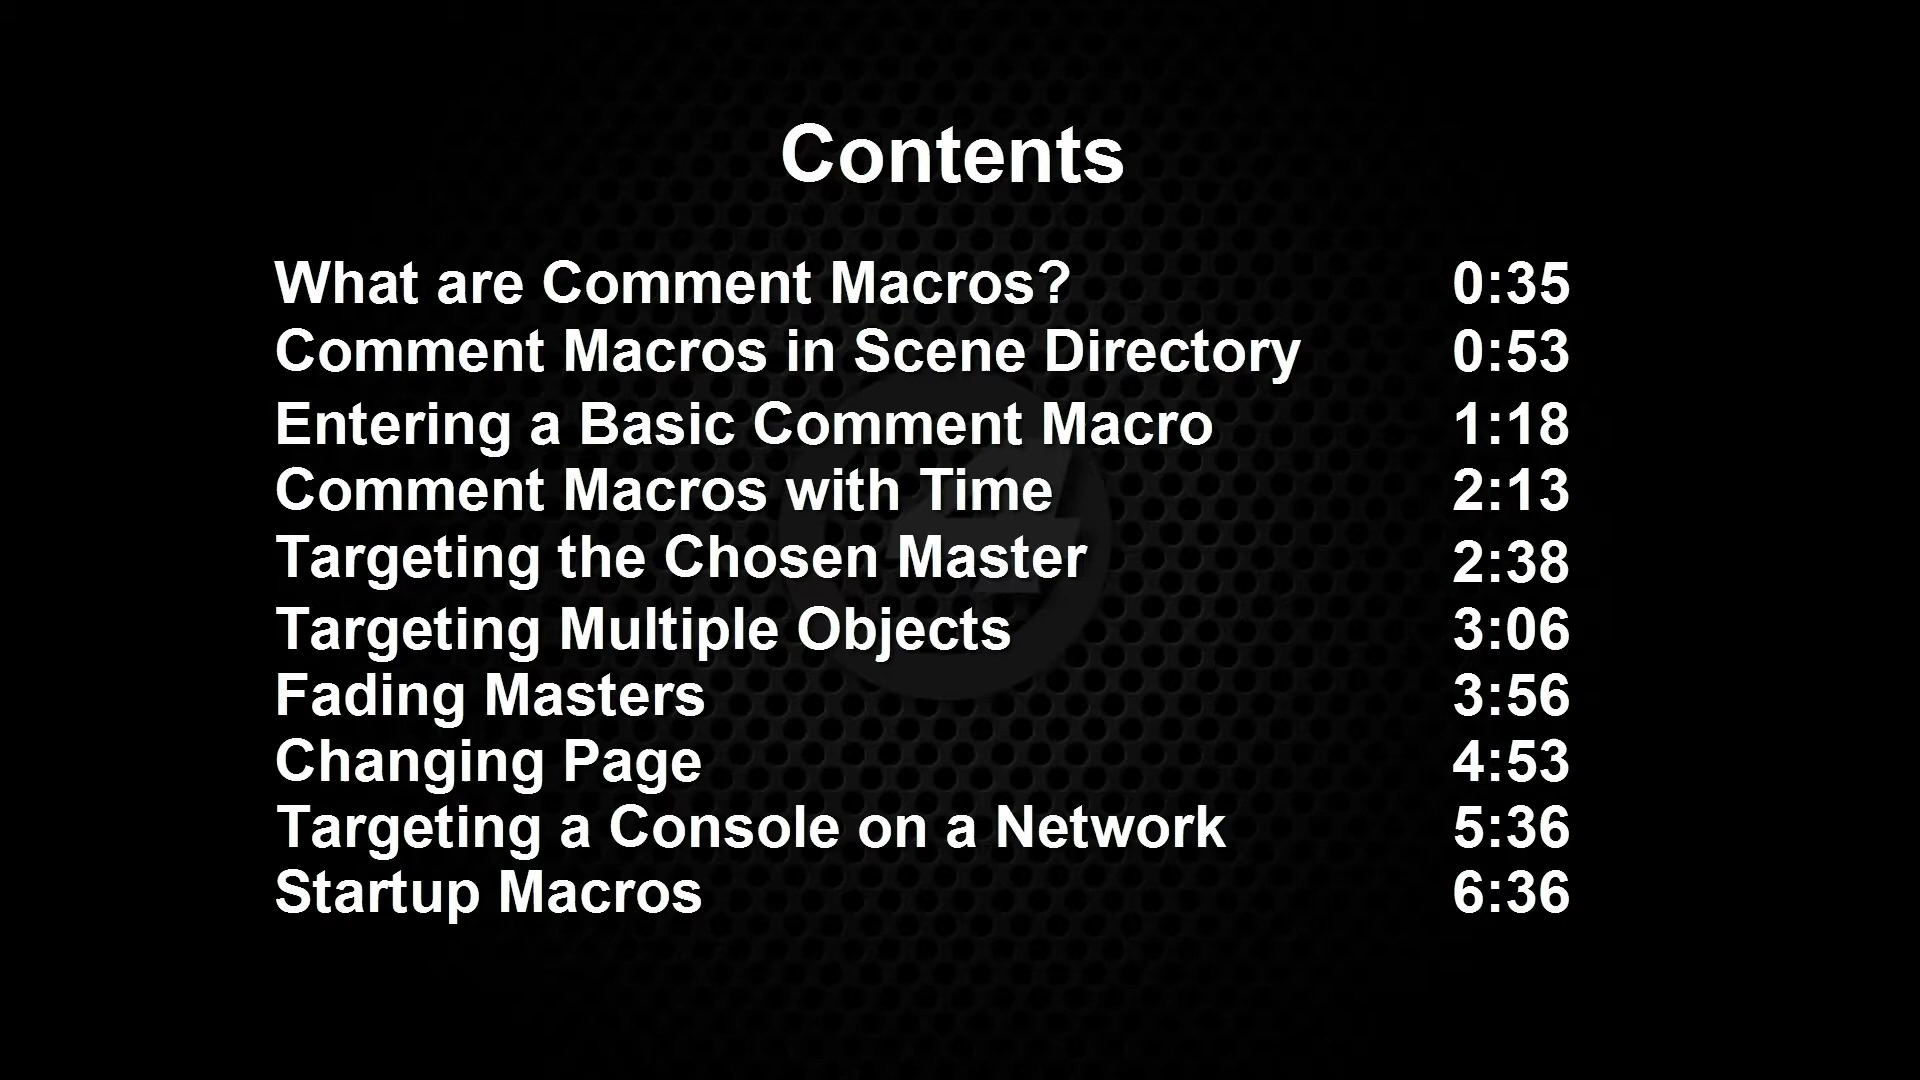 Contents
What are Comment Macros? 0:35
Comment Macros in Scene Directory 0:53
Entering a Basic Comment Macro 1:18
Comment Macros with Time 2:13
Targeting the Chosen Master 2:38
Targeting Multiple Objects 3:06
Fading Masters 3:56
Changing Page 4:53
Targeting a Console on a Network 5:36
Startup Macros 6:36